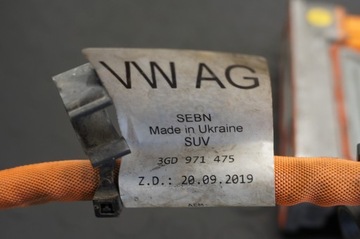 VW AG
SEBN
Made in Ukraine
SUV
3GD 971 475
Z.D.: 20.09.2019